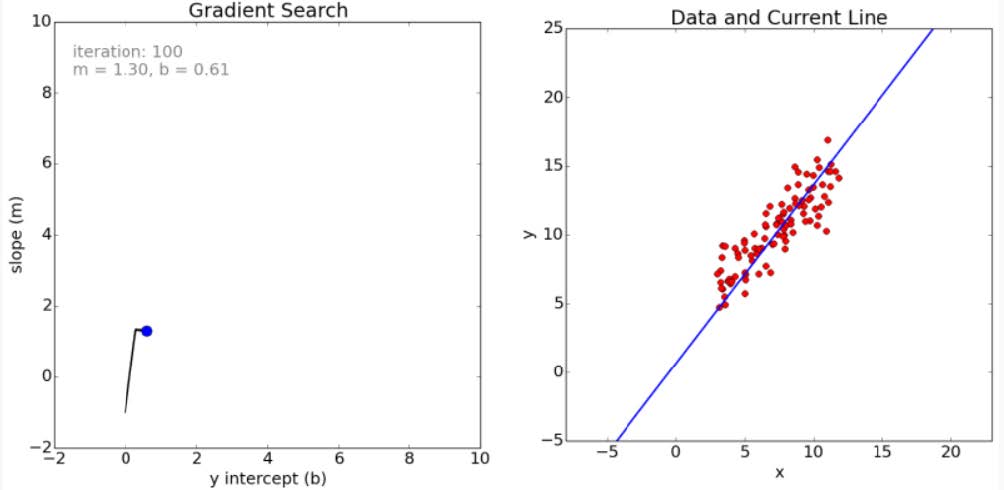 Gradient Search
iteration: 100
m = 1.30, b = 0.61
10
8
6
4
2
0
−2
−2 0 2 4 6 8 10
slope (m)
y intercept (b)
Data and Current Line
25
20
15
10
5
0
−5
−5 0 5 10 15 20
y
x